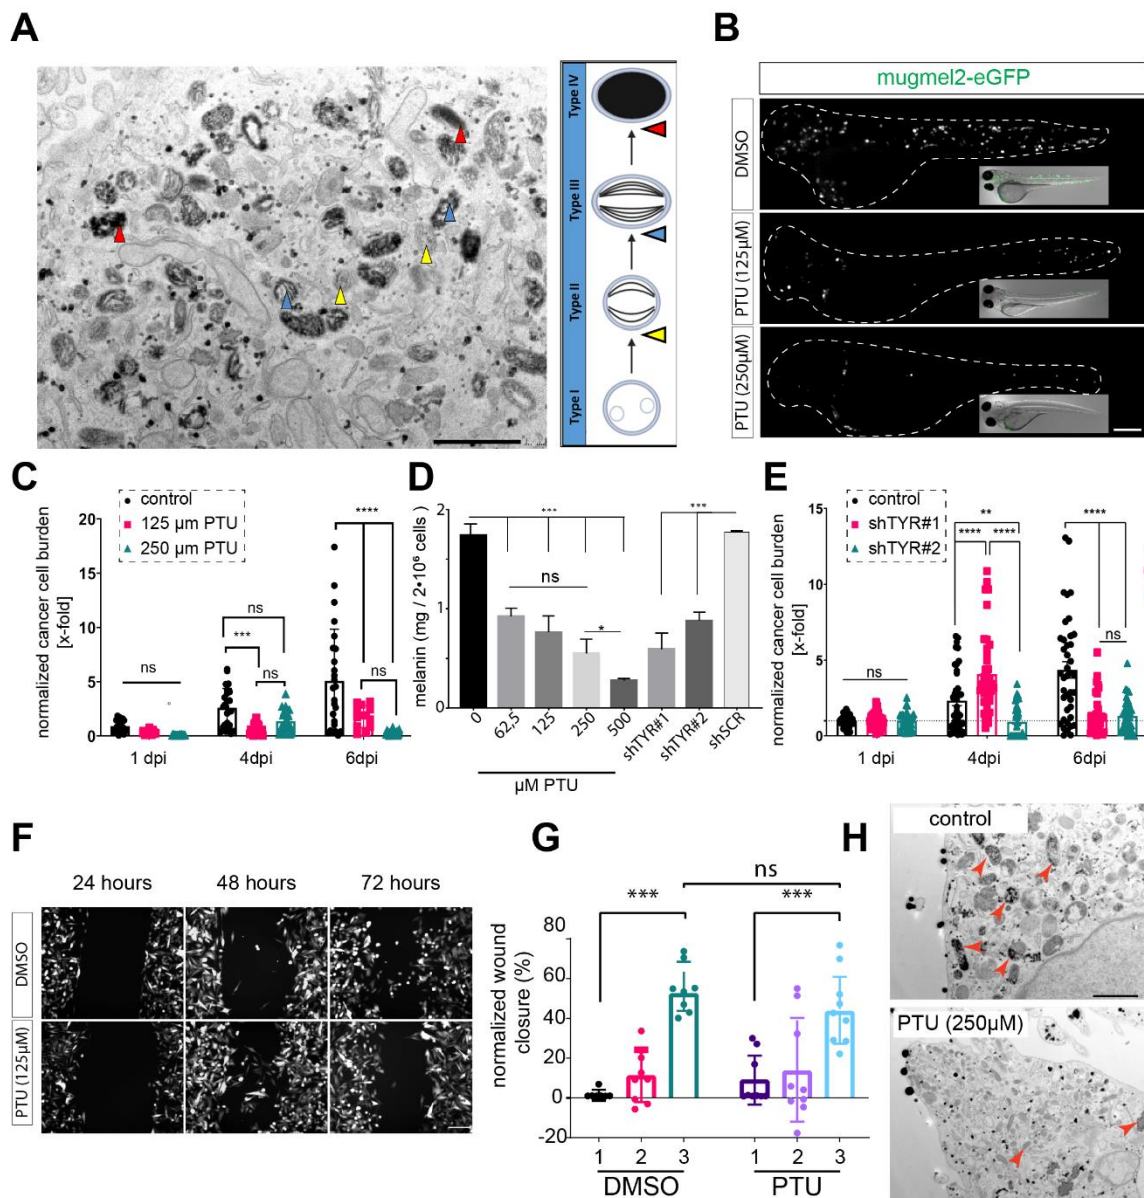 A
Type IV
Type III
Type II
Type I
B
mugmel2-eGFP
DMSO
PTU (125µM)
PTU (250µM)
C
control
125 µm PTU
250 µm PTU
normalized cancer cell burden
[x-fold]
20
15
10
5
0
ns
ns
***
ns
****
ns
1 dpi
4dpi
6dpi
D
melanin (mg / 2•10⁶ cells)
2
1
0
***
ns
*
***
0
62,5
125
250
500
shTYR#1
shTYR#2
shSCR
µM PTU
E
control
shTYR#1
shTYR#2
normalized cancer cell burden
[x-fold]
15
10
5
0
ns
**
**** ****
****
ns
1 dpi
4dpi
6dpi
F
24 hours 48 hours 72 hours
DMSO
PTU (125µM)
G
normalized wound
closure (%)
80
60
40
20
0
-20
ns
*** ***
1 2 3 1 2 3
DMSO PTU
H
control
PTU (250µM)